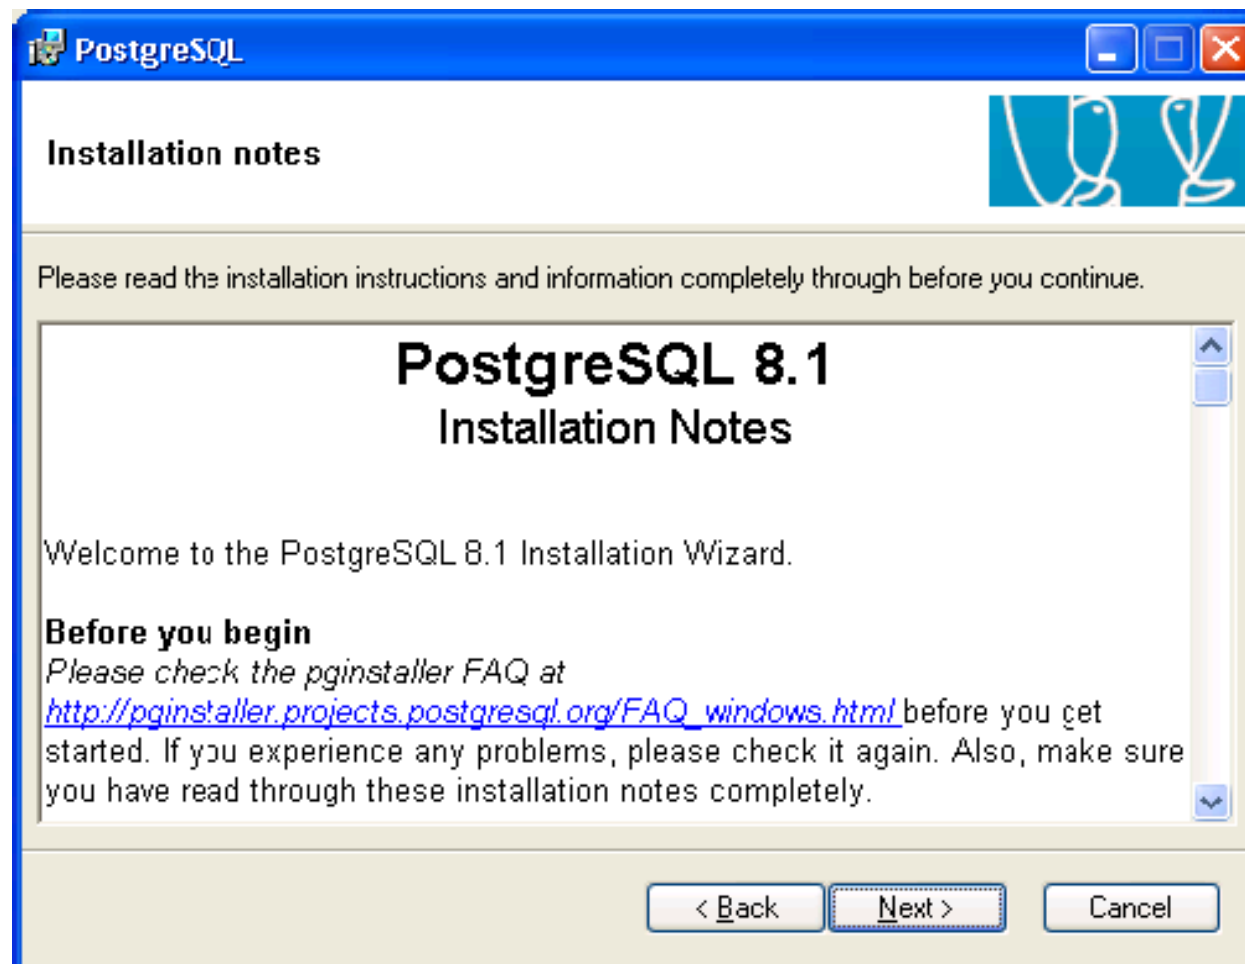 PostgreSQL
Installation notes
Please read the installation instructions and information completely through before you continue.
PostgreSQL 8.1
Installation Notes
Welcome to the PostgreSQL 8.1 Installation Wizard.
Before you begin
Please check the pginstaller FAQ at
http://pginstaller.projects.postgresql.org/FAQ_windows.html before you get
started. If you experience any problems, please check it again. Also, make sure
you have read through these installation notes completely.
< Back
Next >
Cancel